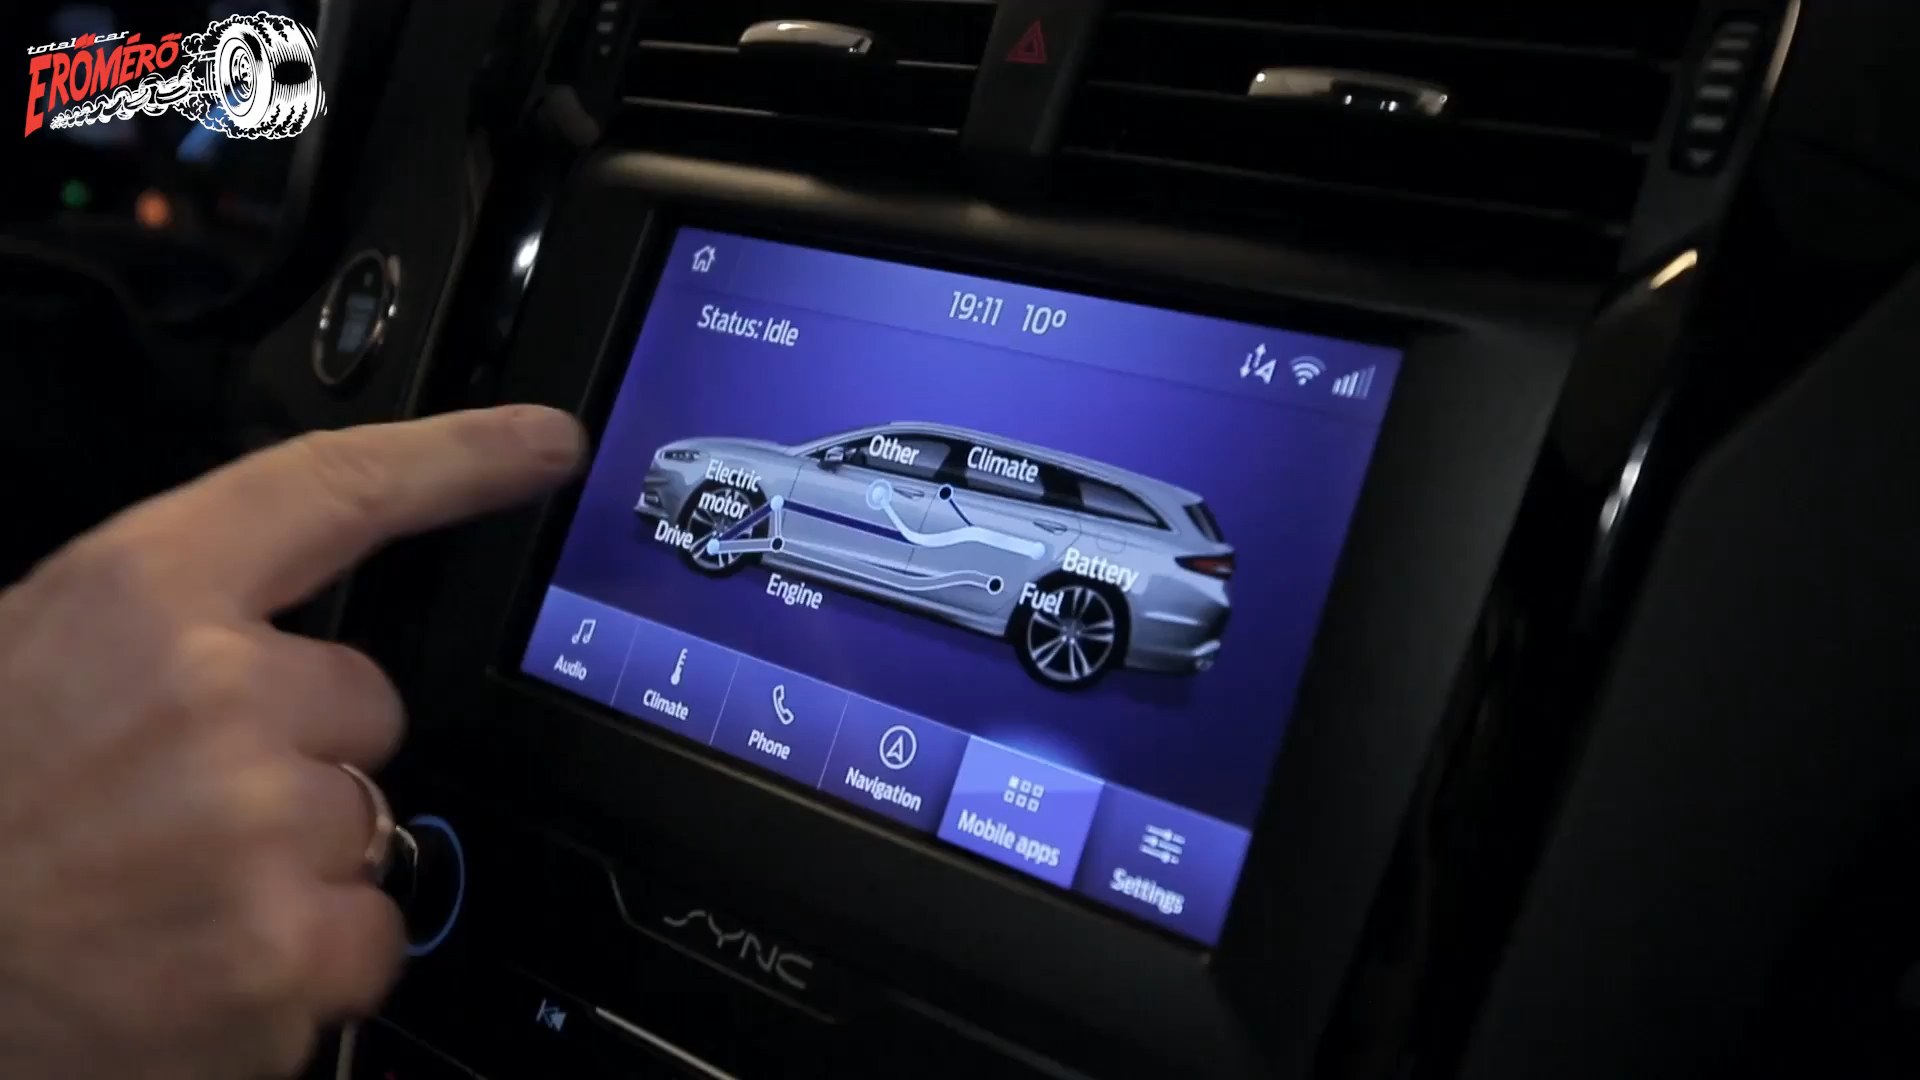 total car
ERŐMÉRŐ
19:11 10°
Status: Idle
Other
Climate
Electric
motor
Drive
Battery
Fuel
Engine
Audio
Climate
Phone
Navigation
Mobile apps
Settings
SYNC